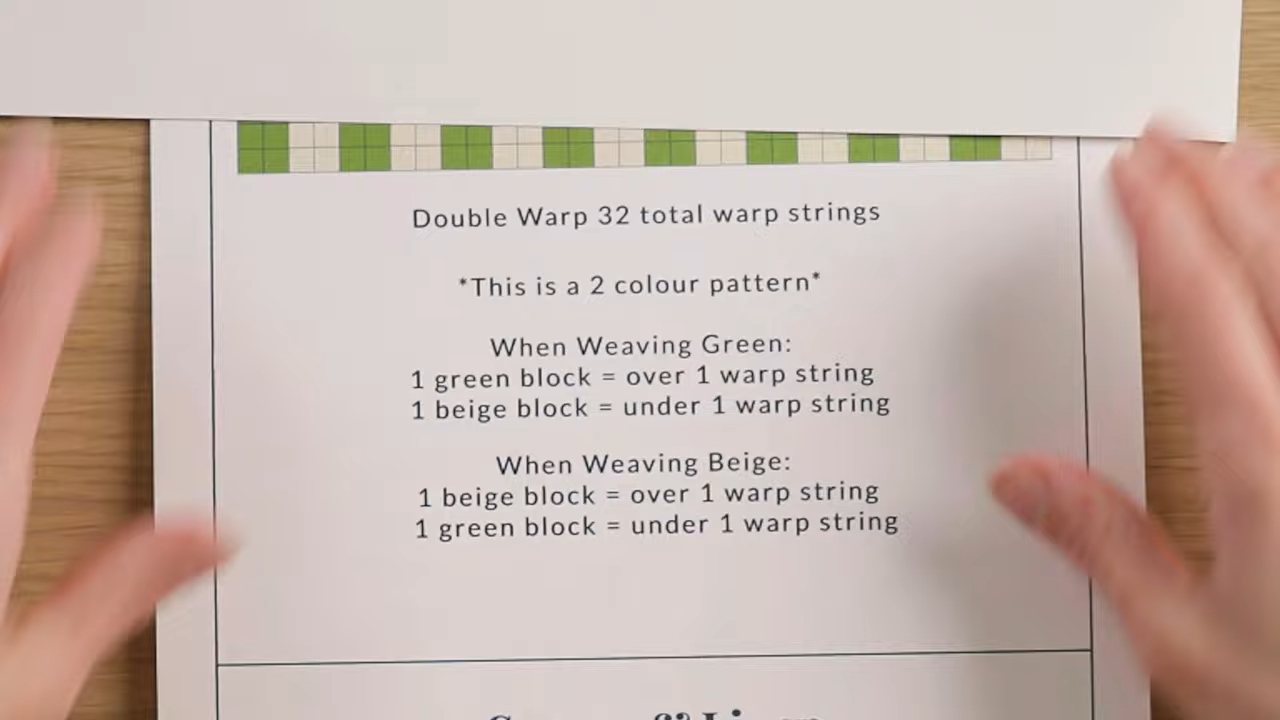 Double Warp 32 total warp strings
*This is a 2 colour pattern*
When Weaving Green:
1 green block = over 1 warp string
1 beige block = under 1 warp string
When Weaving Beige:
1 beige block = over 1 warp string
1 green block = under 1 warp string